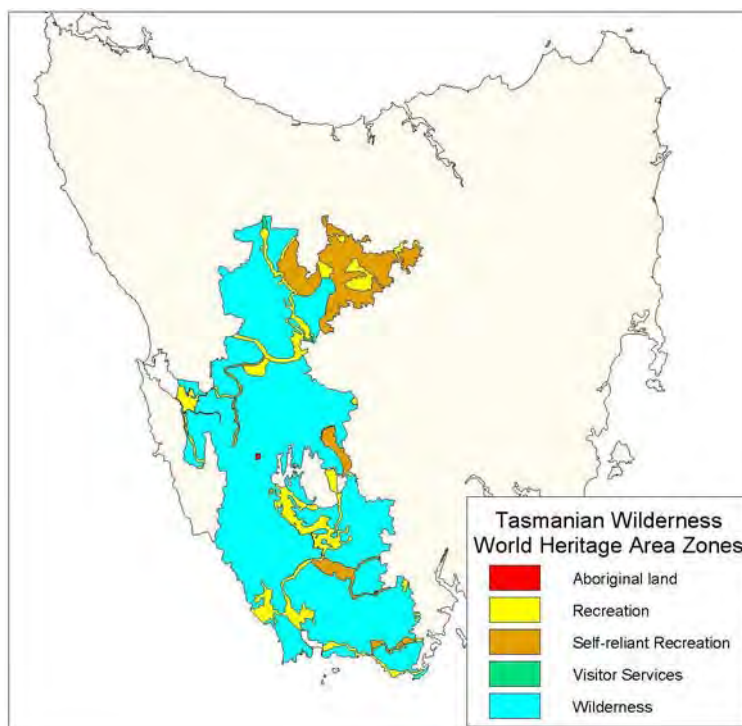 Tasmanian Wilderness
World Heritage Area Zones
Aboriginal land
Recreation
Self-reliant Recreation
Visitor Services
Wilderness